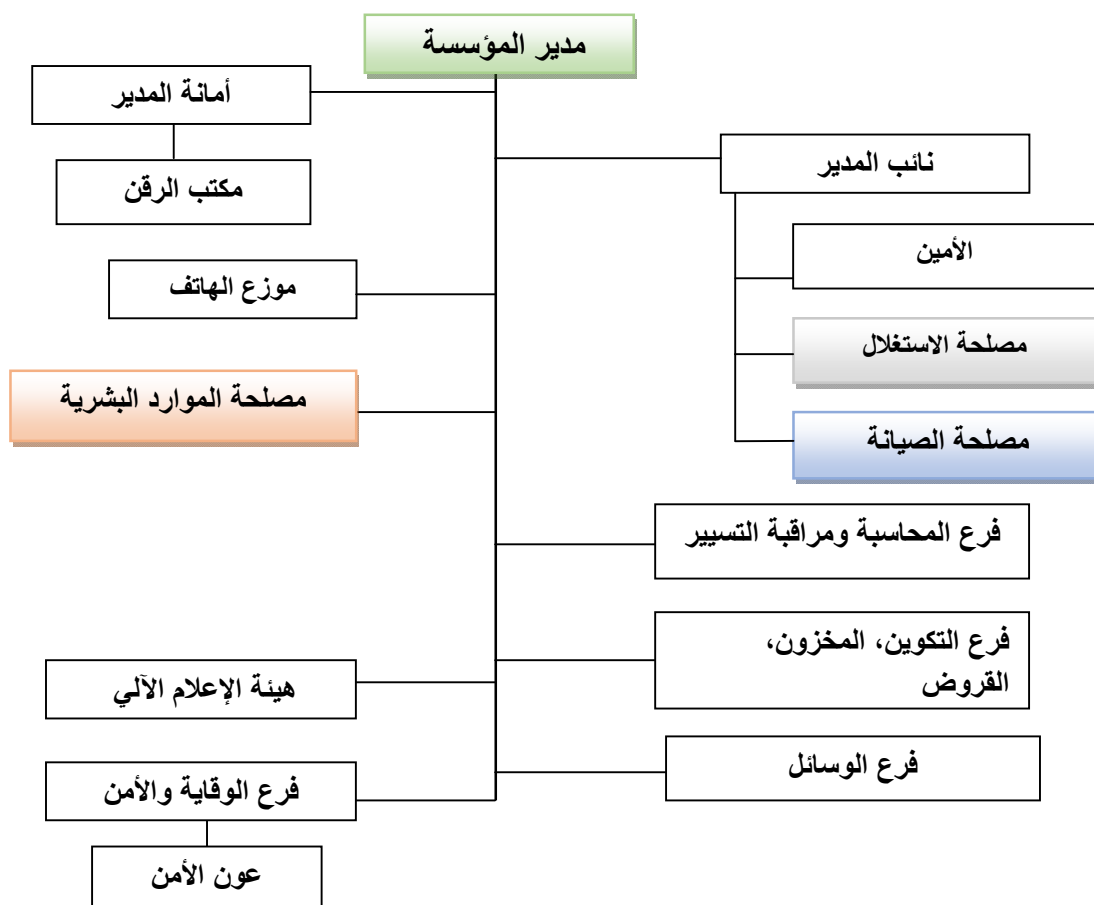 مدير المؤسسة
أمانة المدير
نائب المدير
مكتب الرقن
الأمين
موزع الهاتف
مصلحة الاستغلال
مصلحة الموارد البشرية
مصلحة الصيانة
فرع المحاسبة ومراقبة التسيير
فرع التكوين، المخزون،
القروض
هيئة الإعلام الآلي
فرع الوسائل
فرع الوقاية والأمن
عون الأمن